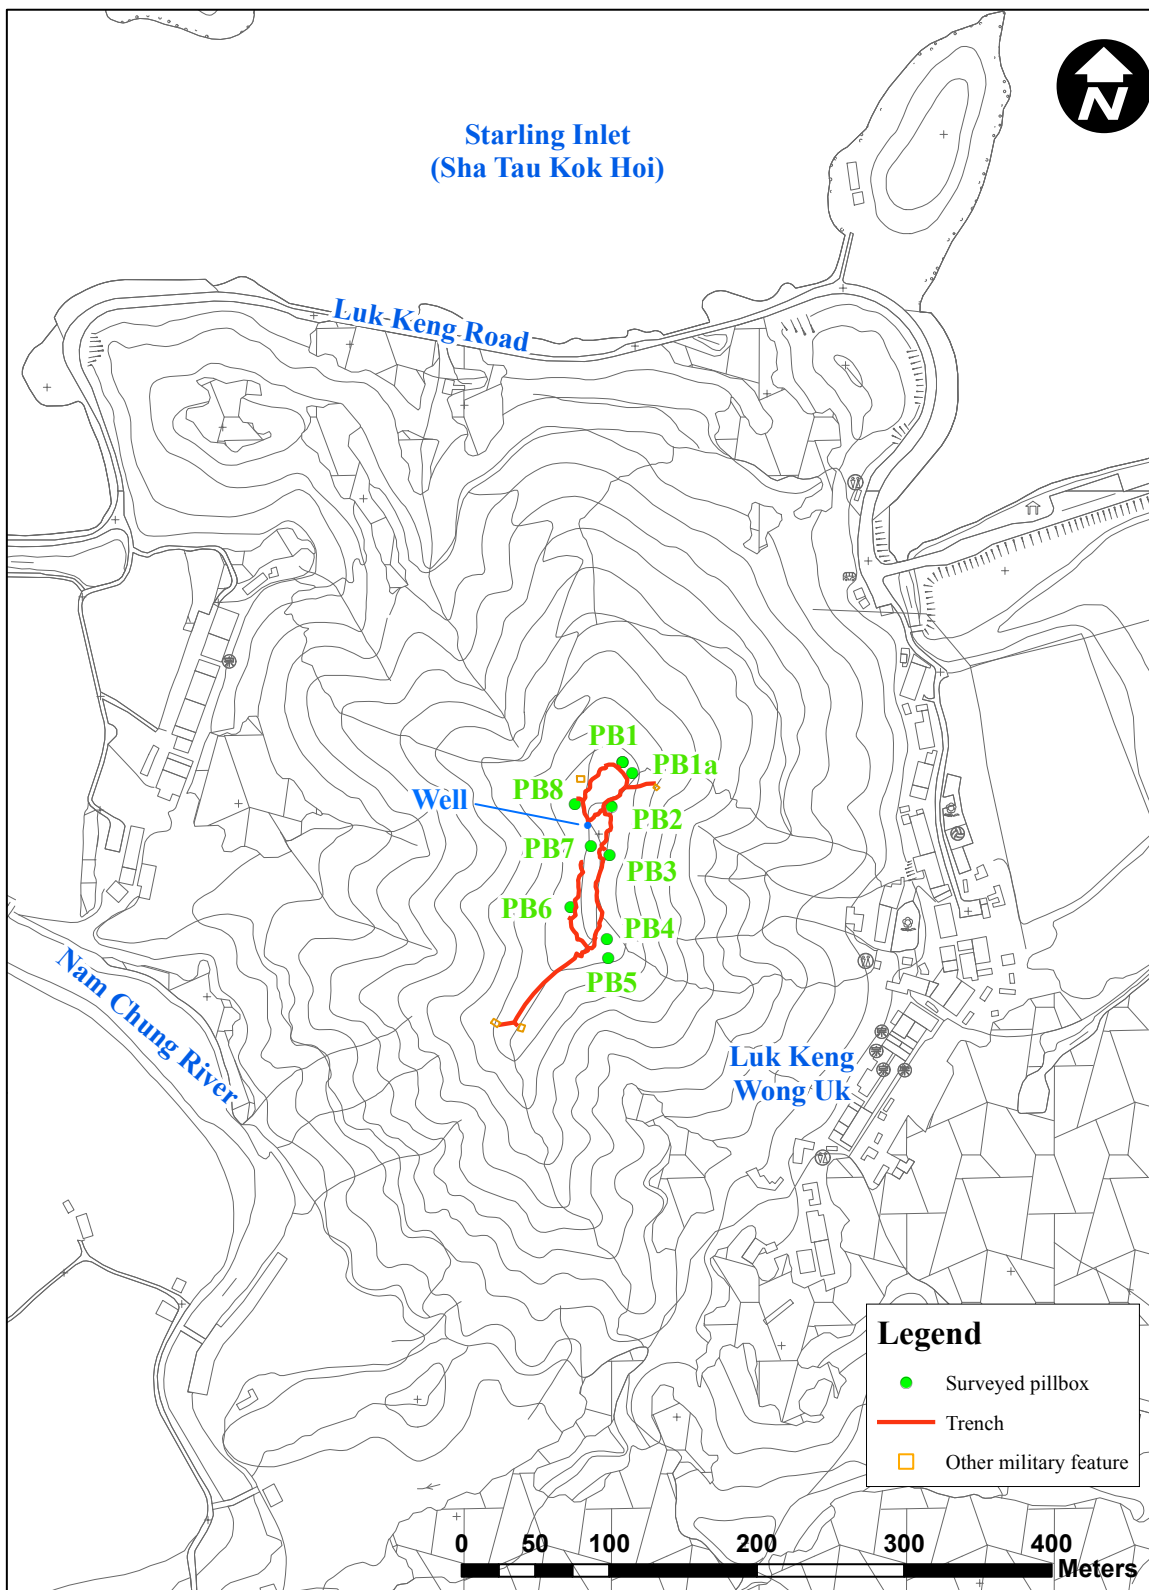 N
Starling Inlet
(Sha Tau Kok Hoi)
Luk Keng Road
PB1
PB1a
PB8
Well
PB2
PB7
PB3
PB6
PB4
PB5
Nam Chung River
Luk Keng
Wong Uk
Legend
Surveyed pillbox
Trench
Other military feature
0 50 100 200 300 400
Meters